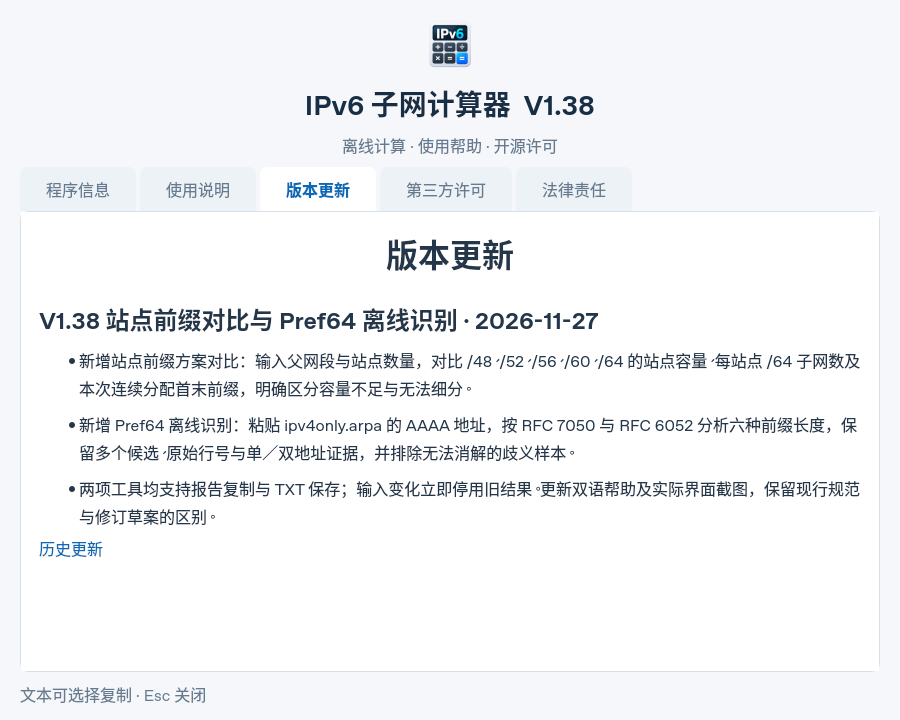 IPv6
IPv6 子网计算器 V1.38
离线计算 · 使用帮助 · 开源许可
程序信息
使用说明
版本更新
第三方许可
法律责任
版本更新
V1.38 站点前缀对比与 Pref64 离线识别 · 2026-11-27
• 新增站点前缀方案对比：输入父网段与站点数量，对比 /48、/52、/56、/60、/64 的站点容量、每站点 /64 子网数及
本次连续分配首末前缀，明确区分容量不足与无法细分。
• 新增 Pref64 离线识别：粘贴 ipv4only.arpa 的 AAAA 地址，按 RFC 7050 与 RFC 6052 分析六种前缀长度，保
留多个候选、原始行号与单／双地址证据，并排除无法消解的歧义样本。
• 两项工具均支持报告复制与 TXT 保存；输入变化立即停用旧结果。更新双语帮助及实际界面截图，保留现行规范
与修订草案的区别。
历史更新
文本可选择复制 · Esc 关闭